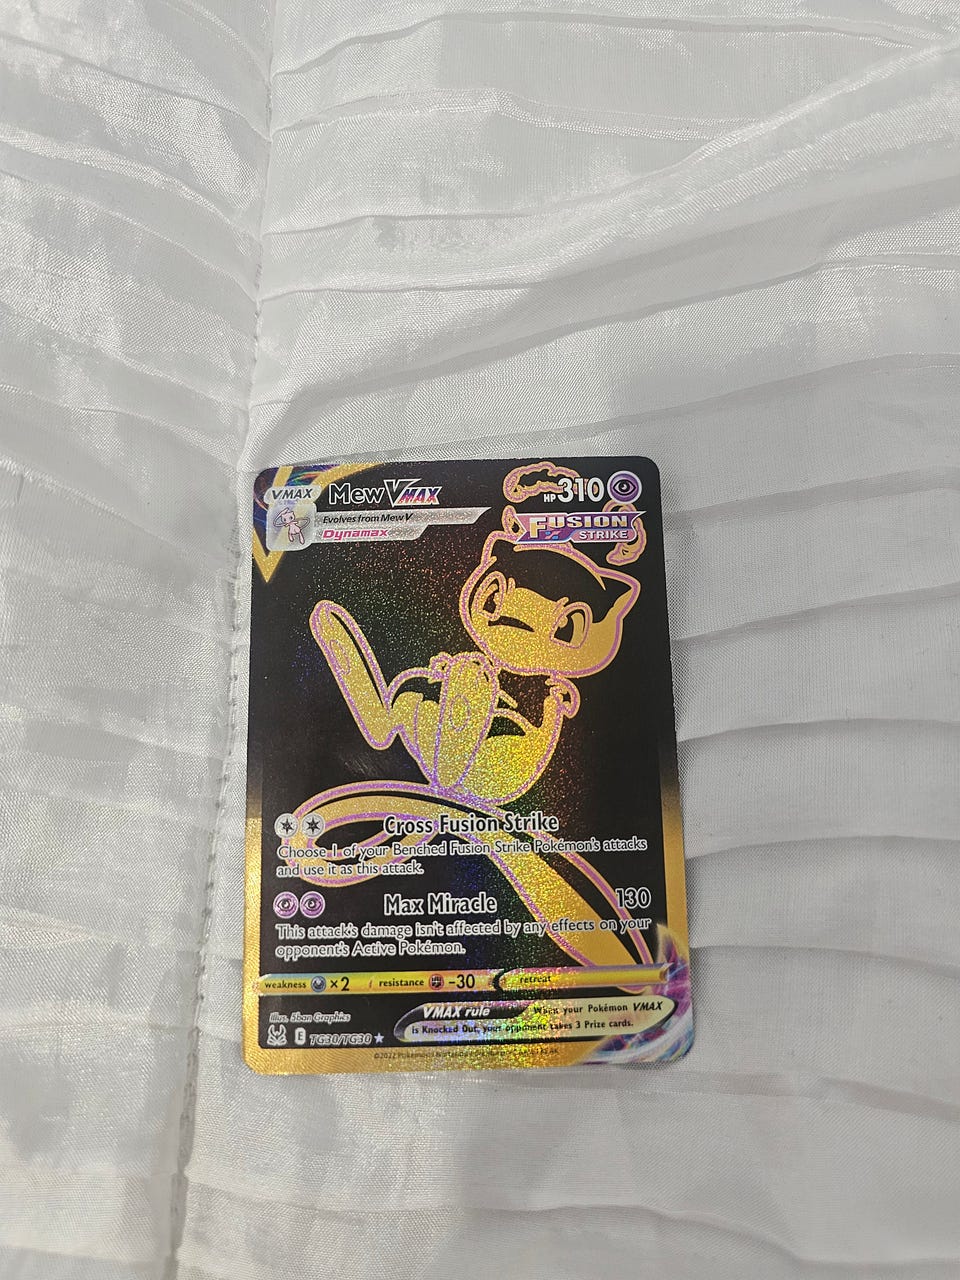 VMAX Mew VMAX HP 310
Evolves from Mew V
Dynamax
FUSION
STRIKE
Cross Fusion Strike
Choose 1 of your Benched Fusion Strike Pokémon's attacks
and use it as this attack.
Max Miracle 130
This attack's damage isn't affected by any effects on your
opponent's Active Pokémon.
weakness ×2 resistance -30 retreat
Illus. 5ban Graphics
VMAX rule When your Pokémon VMAX
is Knocked Out, your opponent takes 3 Prize cards.
E TG30/TG30
©2022 Pokémon